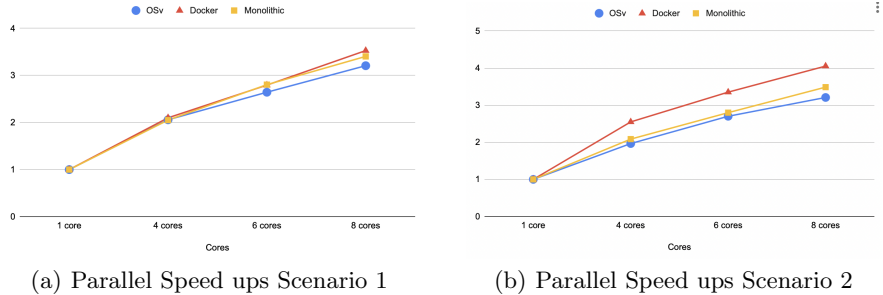 OSv Docker Monolithic
4
3
2
1
0
1 core 4 cores 6 cores 8 cores
Cores
(a) Parallel Speed ups Scenario 1
OSv Docker Monolithic
5
4
3
2
1
0
1 core 4 cores 6 cores 8 cores
Cores
(b) Parallel Speed ups Scenario 2